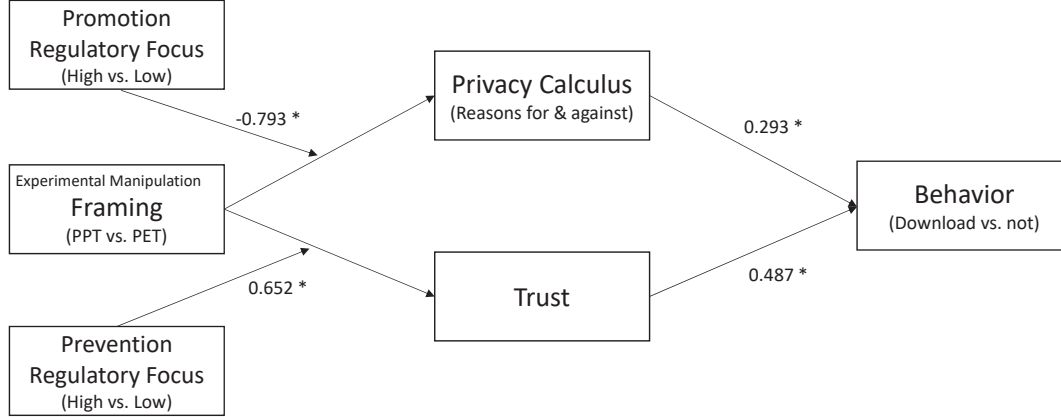 Promotion
Regulatory Focus
(High vs. Low)
-0.793 *
Experimental Manipulation
Framing
(PPT vs. PET)
0.652 *
Prevention
Regulatory Focus
(High vs. Low)
Privacy Calculus
(Reasons for & against)
0.293 *
Trust
0.487 *
Behavior
(Download vs. not)